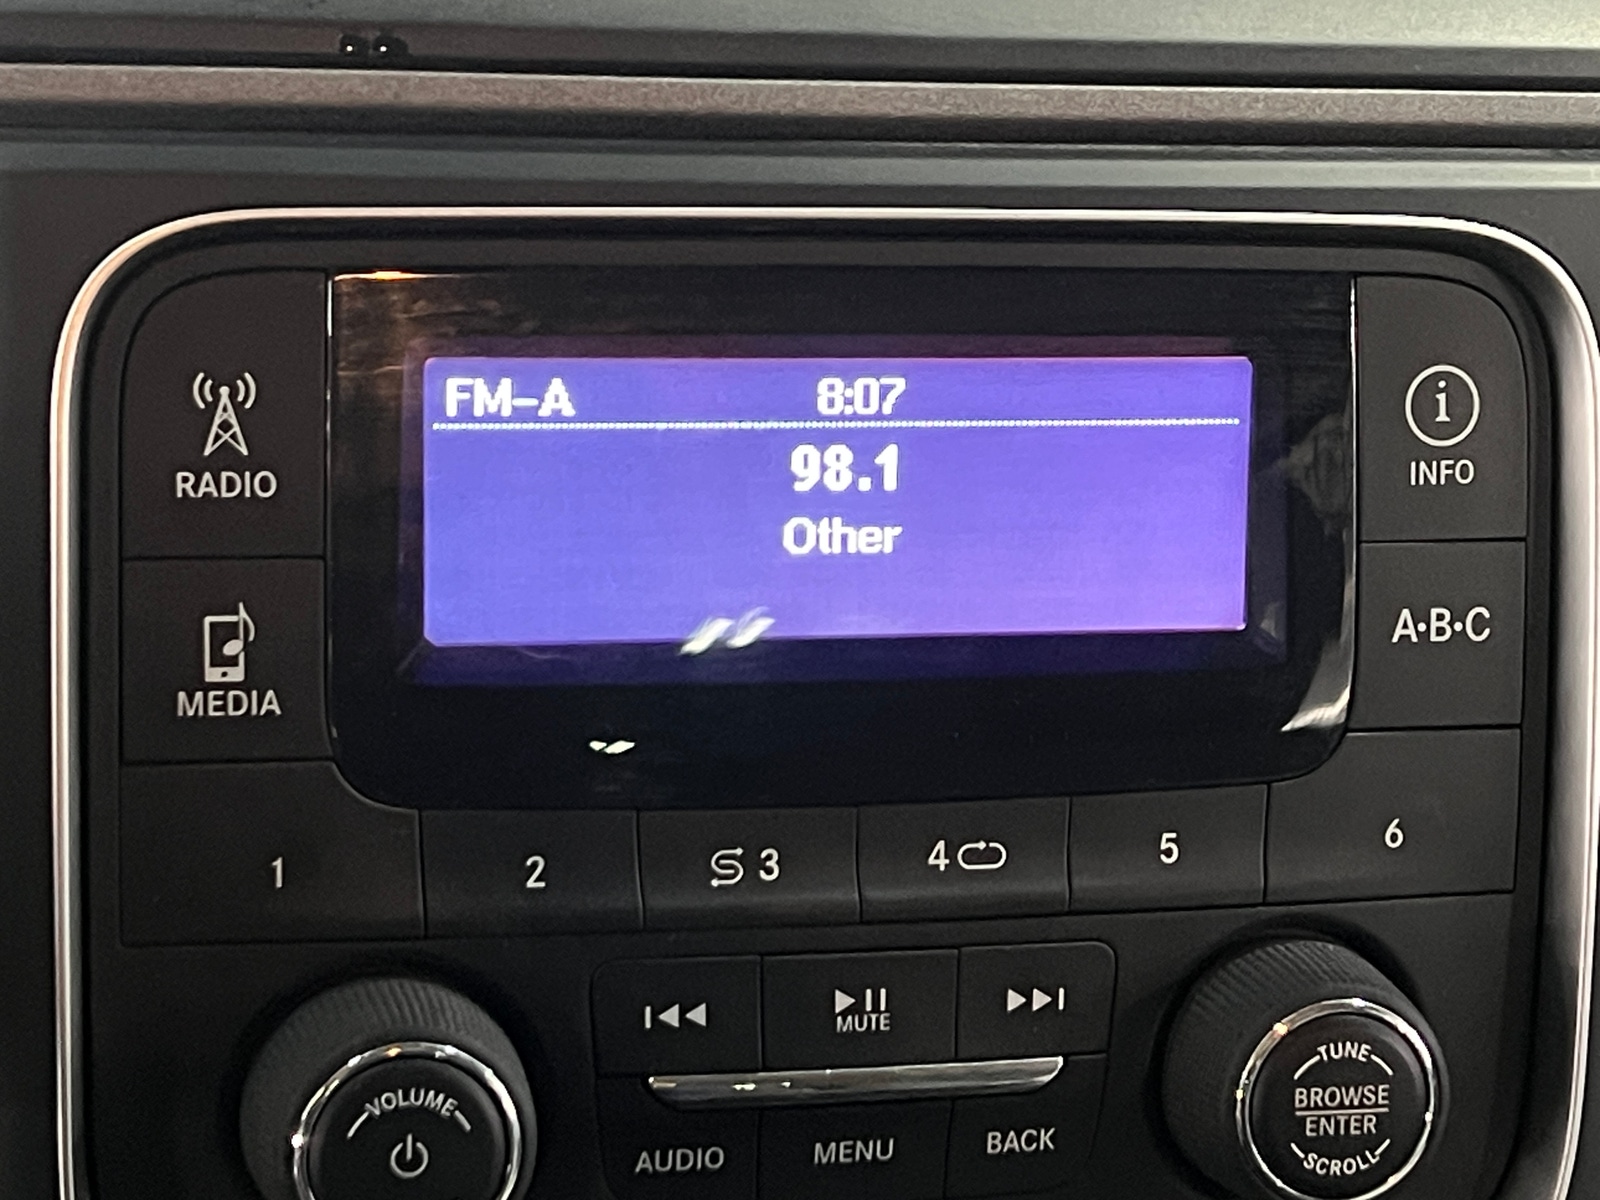 FM-A 8:07
98.1
Other
RADIO
INFO
MEDIA
A•B•C
1 2 3 4 5 6
MUTE
VOLUME
AUDIO MENU BACK
TUNE
BROWSE
ENTER
SCROLL